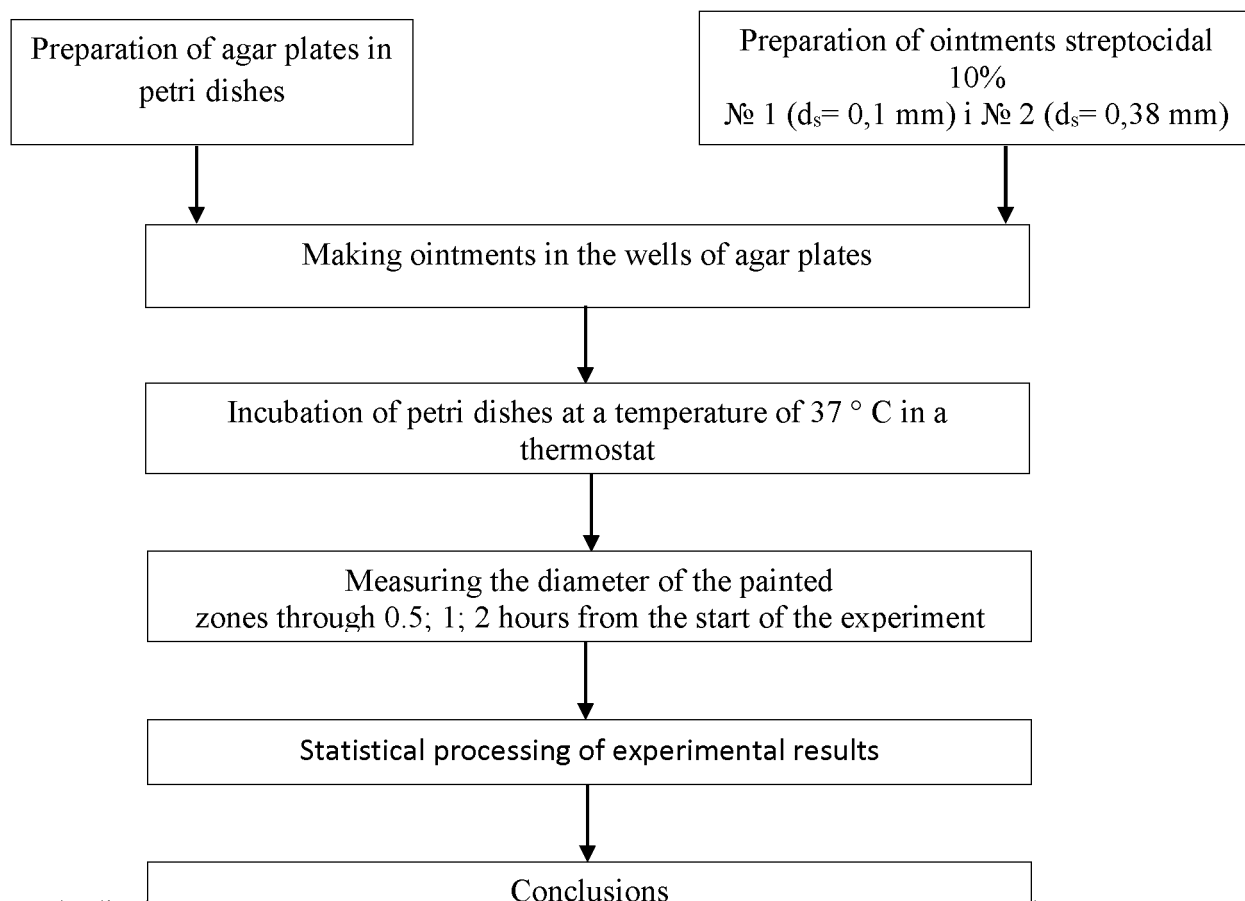 Preparation of agar plates in
petri dishes
Preparation of ointments streptocidal
10%
№ 1 (ds= 0,1 mm) i № 2 (ds= 0,38 mm)
Making ointments in the wells of agar plates
Incubation of petri dishes at a temperature of 37 ° C in a
thermostat
Measuring the diameter of the painted
zones through 0.5; 1; 2 hours from the start of the experiment
Statistical processing of experimental results
Conclusions